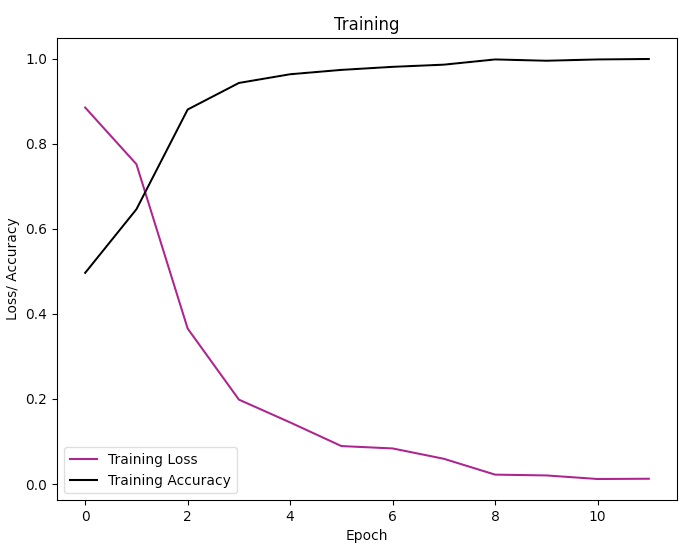 Training
1.0
0.8
0.6
0.4
0.2
0.0
Loss/ Accuracy
Training Loss
Training Accuracy
0 2 4 6 8 10
Epoch